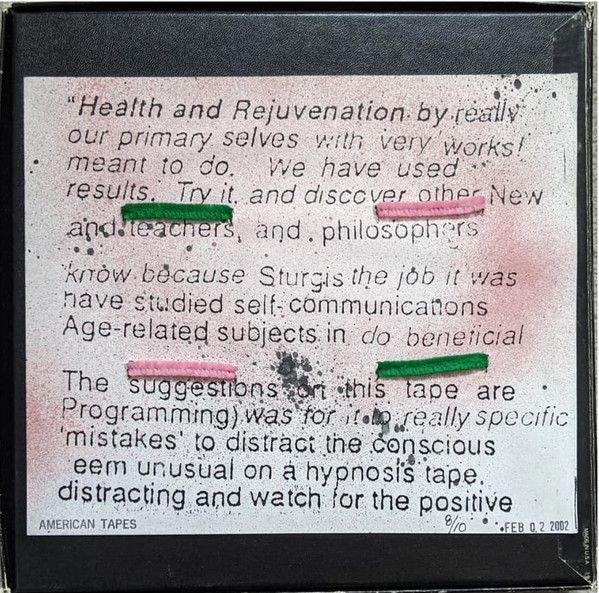 "Health and Rejuvenation by really
our primary selves with very works!
meant to do. We have used
results. Try it, and discover other New
and teachers, and philosophers
know because Sturgis the job it was
have studied self-communications
Age-related subjects in do beneficial
The suggestions on this tape are
Programming) was for it to really specific
'mistakes' to distract the conscious
eem unusual on a hypnosis tape.
distracting and watch for the positive
AMERICAN TAPES 8/10 FEB 0 2 2002